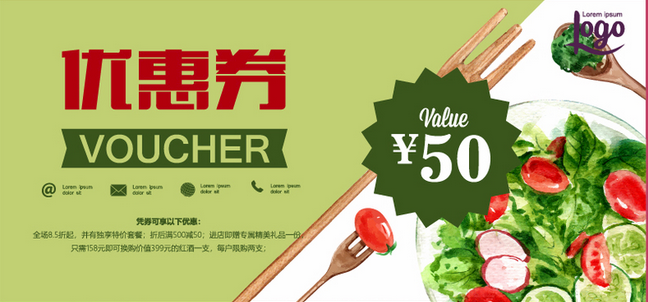 Lorem ipsum
Logo
优惠券
VOUCHER
Value
¥50
Lorem ipsum
dolor sit
Lorem ipsum
dolor sit
Lorem ipsum
dolor sit
Lorem ipsum
dolor sit
凭券可享以下优惠：
全场8.5折起，并有独享特价套餐；折后满500减50；进店即赠专属精美礼品一份，
只需158元即可换购价值399元的红酒一支，每户限购两支；